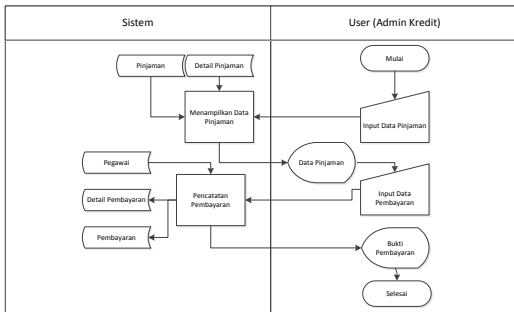 Sistem
User (Admin Kredit)
Pinjaman
Detail Pinjaman
Mulai
Menampilkan Data
Pinjaman
Input Data Pinjaman
Pegawai
Data Pinjaman
Detail Pembayaran
Pencatatan
Pembayaran
Input Data
Pembayaran
Pembayaran
Bukti
Pembayaran
Selesai